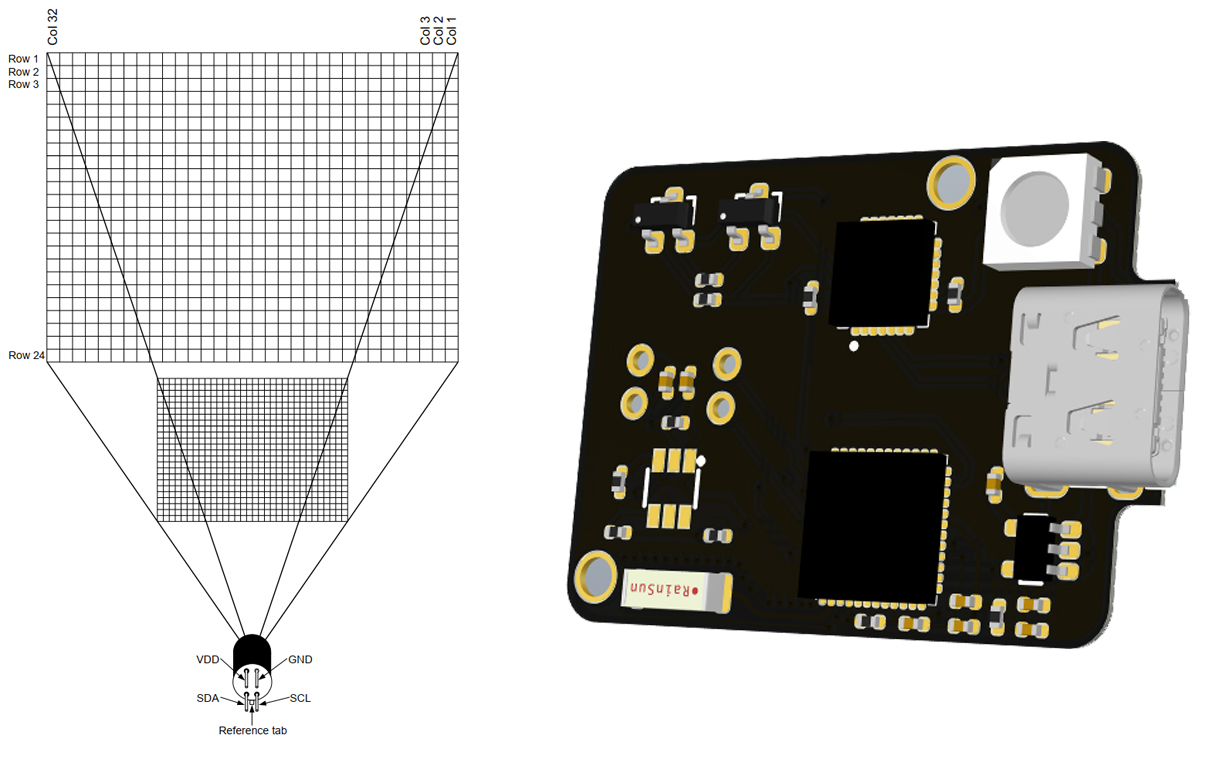 Col 32
Col 3
Col 2
Col 1
Row 1
Row 2
Row 3
Row 24
VDD
GND
SDA
SCL
Reference tab
RainSun